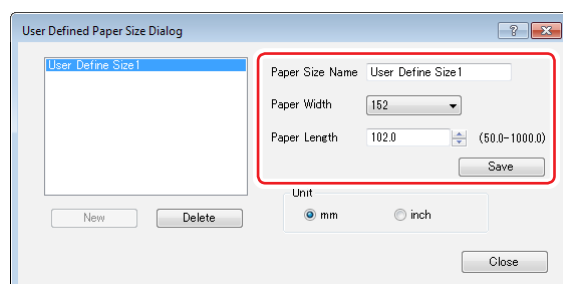 User Defined Paper Size Dialog
?
User Define Size1
Paper Size Name User Define Size1
Paper Width 152
Paper Length 102.0 (50.0-1000.0)
Save
Unit
New Delete mm inch
Close